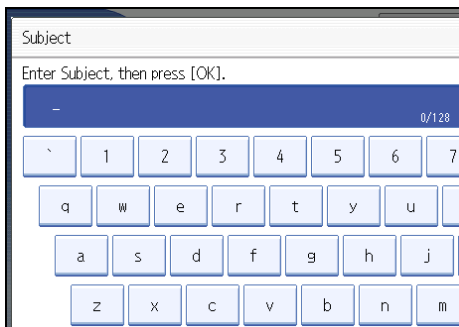 Subject
Enter Subject, then press [OK].
_
0/128
` 1 2 3 4 5 6 7
q w e r t y u
a s d f g h j
z x c v b n m